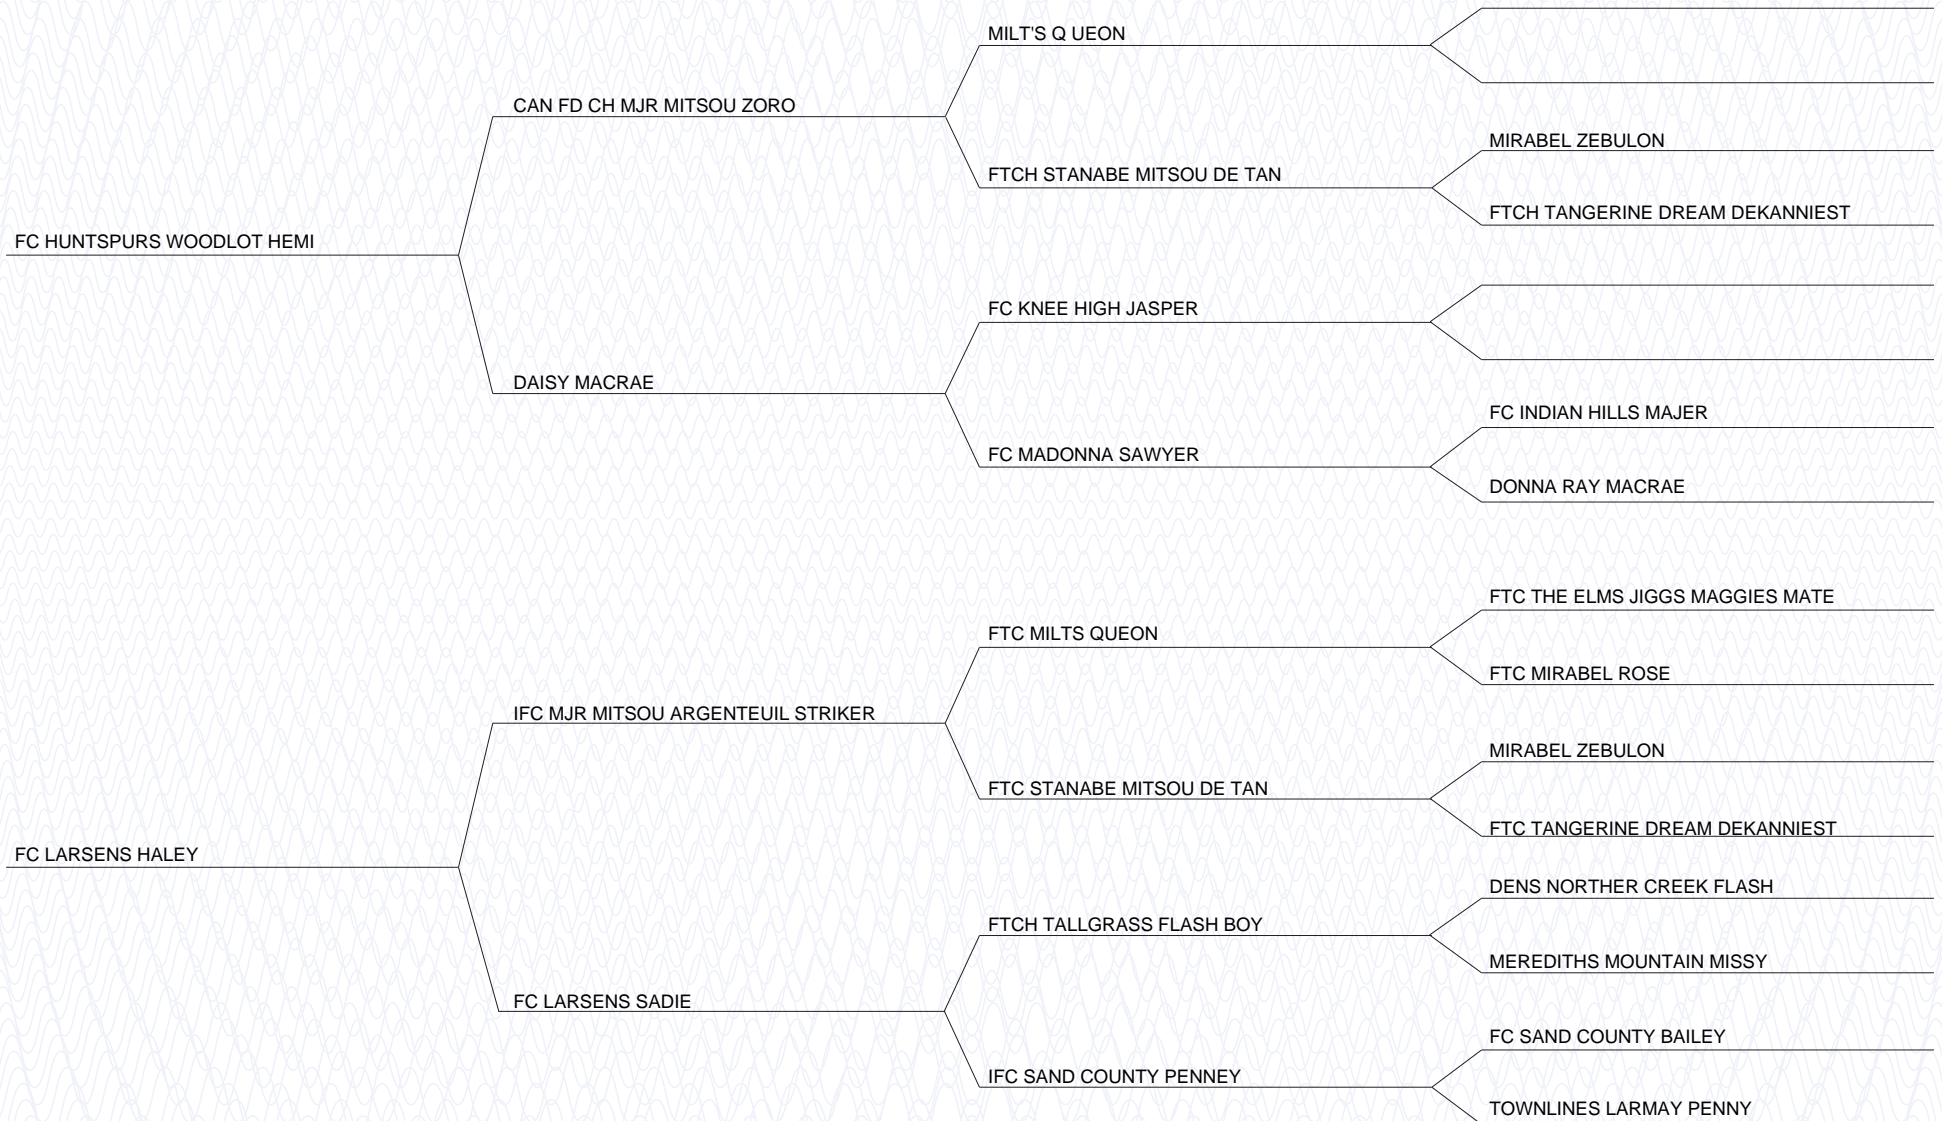 MILT'S Q UEON
CAN FD CH MJR MITSOU ZORO
MIRABEL ZEBULON
FTCH STANABE MITSOU DE TAN
FTCH TANGERINE DREAM DEKANNIEST
FC HUNTSPURS WOODLOT HEMI
FC KNEE HIGH JASPER
DAISY MACRAE
FC INDIAN HILLS MAJER
FC MADONNA SAWYER
DONNA RAY MACRAE
FTC THE ELMS JIGGS MAGGIES MATE
FTC MILTS QUEON
FTC MIRABEL ROSE
IFC MJR MITSOU ARGENTEUIL STRIKER
MIRABEL ZEBULON
FTC STANABE MITSOU DE TAN
FTC TANGERINE DREAM DEKANNIEST
FC LARSENS HALEY
DENS NORTHER CREEK FLASH
FTCH TALLGRASS FLASH BOY
MEREDITHS MOUNTAIN MISSY
FC LARSENS SADIE
FC SAND COUNTY BAILEY
IFC SAND COUNTY PENNEY
TOWNLINES LARMAY PENNY